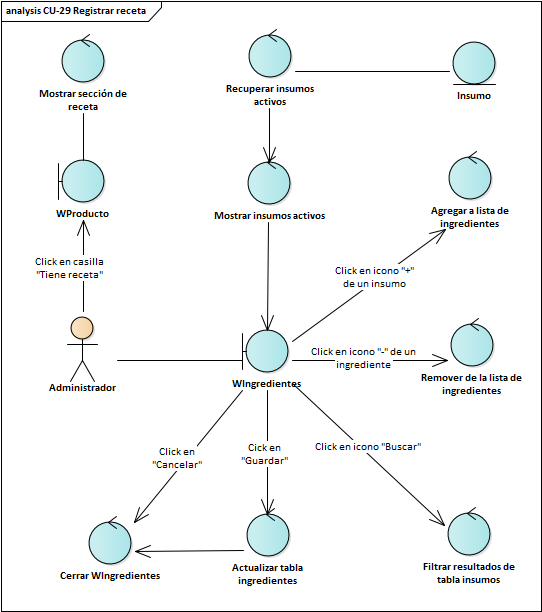 analysis CU-29 Registrar receta
Mostrar sección de
receta
Recuperar insumos
activos
Insumo
WProducto
Mostrar insumos activos
Agregar a lista de
ingredientes
Click en casilla
"Tiene receta"
Click en icono "+"
de un insumo
Administrador
WIngredientes
Click en icono "-" de un
ingrediente
Remover de la lista de
ingredientes
Click en
"Cancelar"
Cick en
"Guardar"
Click en icono "Buscar"
Cerrar WIngredientes
Actualizar tabla
ingredientes
Filtrar resultados de
tabla insumos